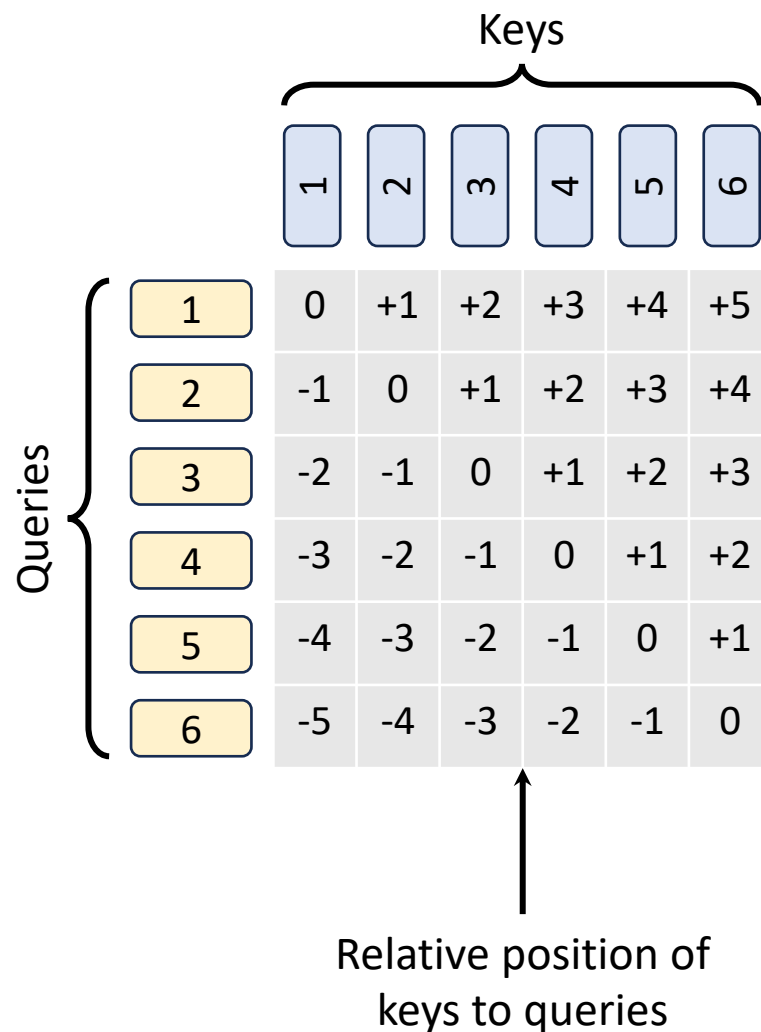 Keys
1 2 3 4 5 6
Queries
1 0 +1 +2 +3 +4 +5
2 -1 0 +1 +2 +3 +4
3 -2 -1 0 +1 +2 +3
4 -3 -2 -1 0 +1 +2
5 -4 -3 -2 -1 0 +1
6 -5 -4 -3 -2 -1 0
Relative position of
keys to queries